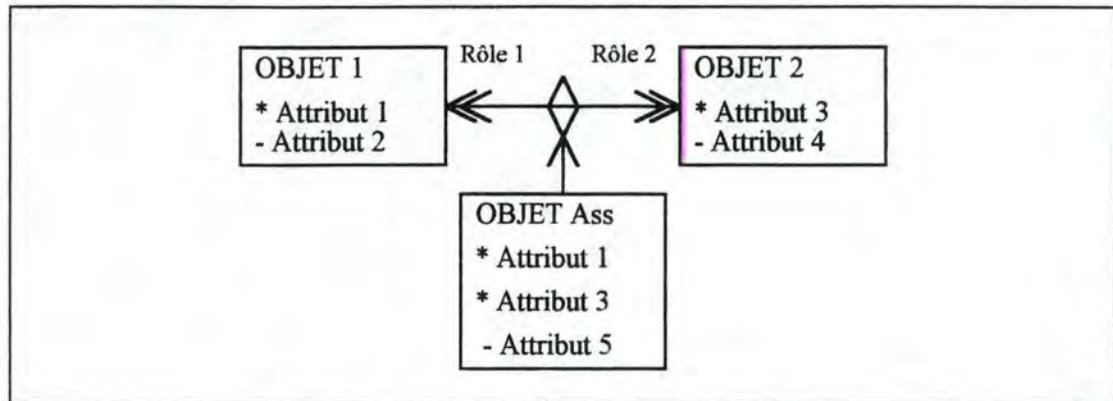 Rôle 1
Rôle 2
OBJET 1
* Attribut 1
- Attribut 2
OBJET 2
* Attribut 3
- Attribut 4
OBJET Ass
* Attribut 1
* Attribut 3
- Attribut 5